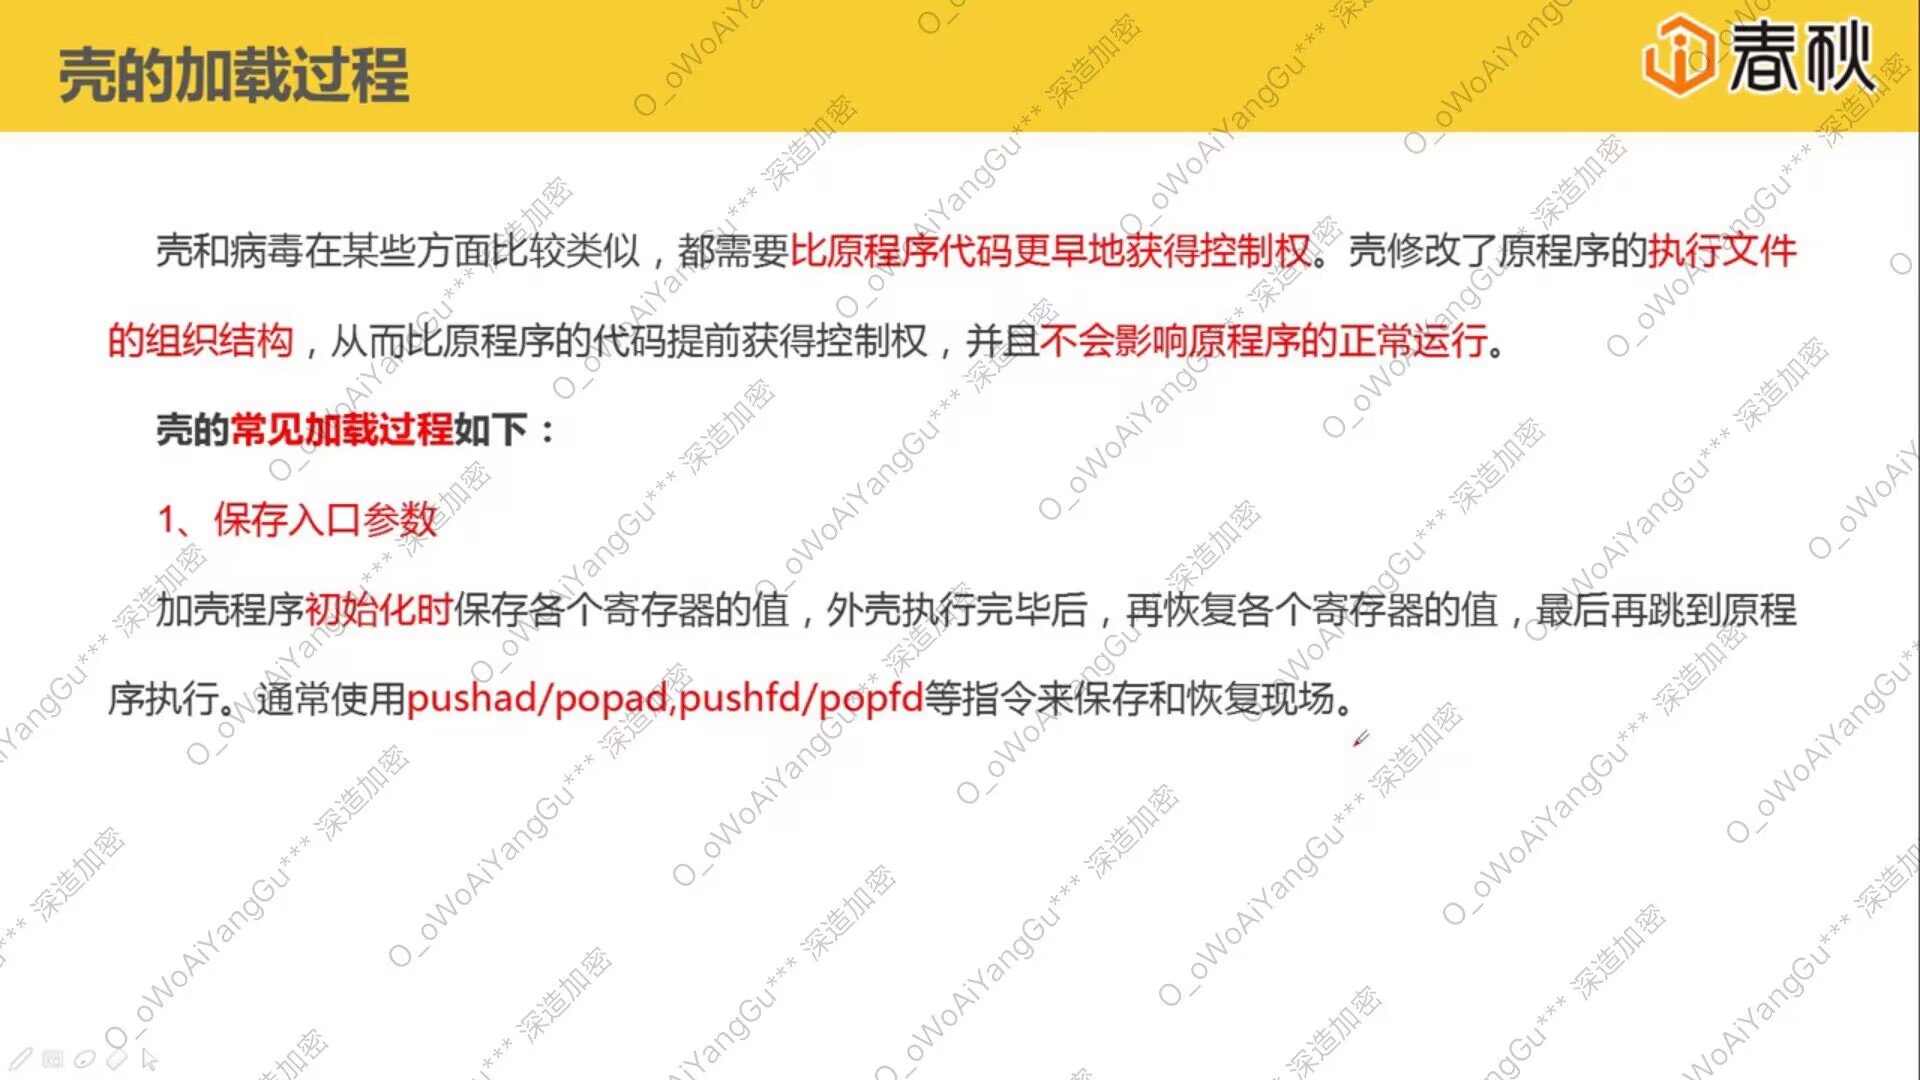 壳的加载过程
春秋
壳和病毒在某些方面比较类似，都需要比原程序代码更早地获得控制权。壳修改了原程序的执行文件
的组织结构，从而比原程序的代码提前获得控制权，并且不会影响原程序的正常运行。
壳的常见加载过程如下：
1、保存入口参数
加壳程序初始化时保存各个寄存器的值，外壳执行完毕后，再恢复各个寄存器的值，最后再跳到原程
序执行。通常使用pushad/popad,pushfd/popfd等指令来保存和恢复现场。
O_oWoAiYangGu*** 深造加密